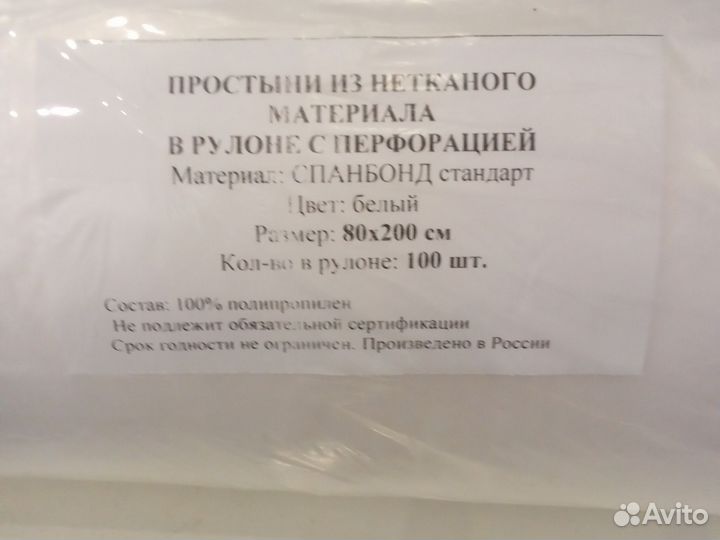 ПРОСТЫНИ ИЗ НЕТКАНОГО
МАТЕРИАЛА
В РУЛОНЕ С ПЕРФОРАЦИЕЙ
Материал: СПАНБОНД стандарт
Цвет: белый
Размер: 80х200 см
Кол-во в рулоне: 100 шт.
Состав: 100% полипропилен
Не подлежит обязательной сертификации
Срок годности не ограничен. Произведено в России
Avito